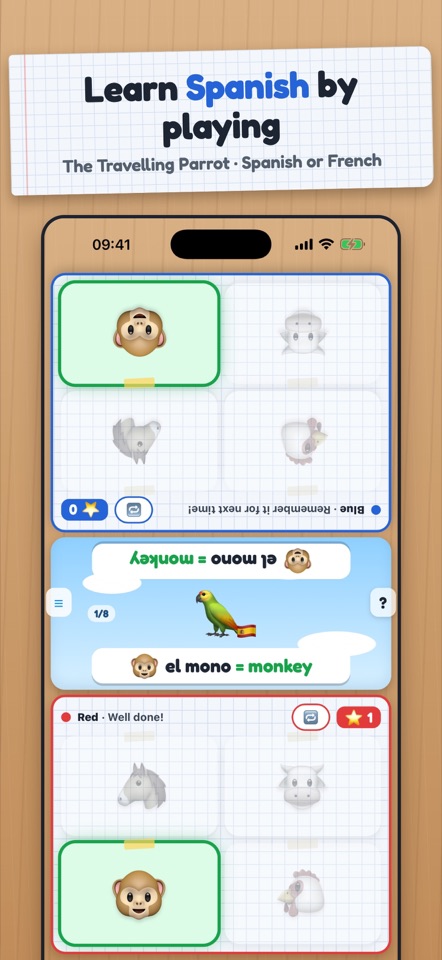 Learn Spanish by
playing
The Travelling Parrot · Spanish or French
09:41
0
Blue · Remember it for next time!
el mono = monkey
1/8
?
el mono = monkey
Red · Well done!
1